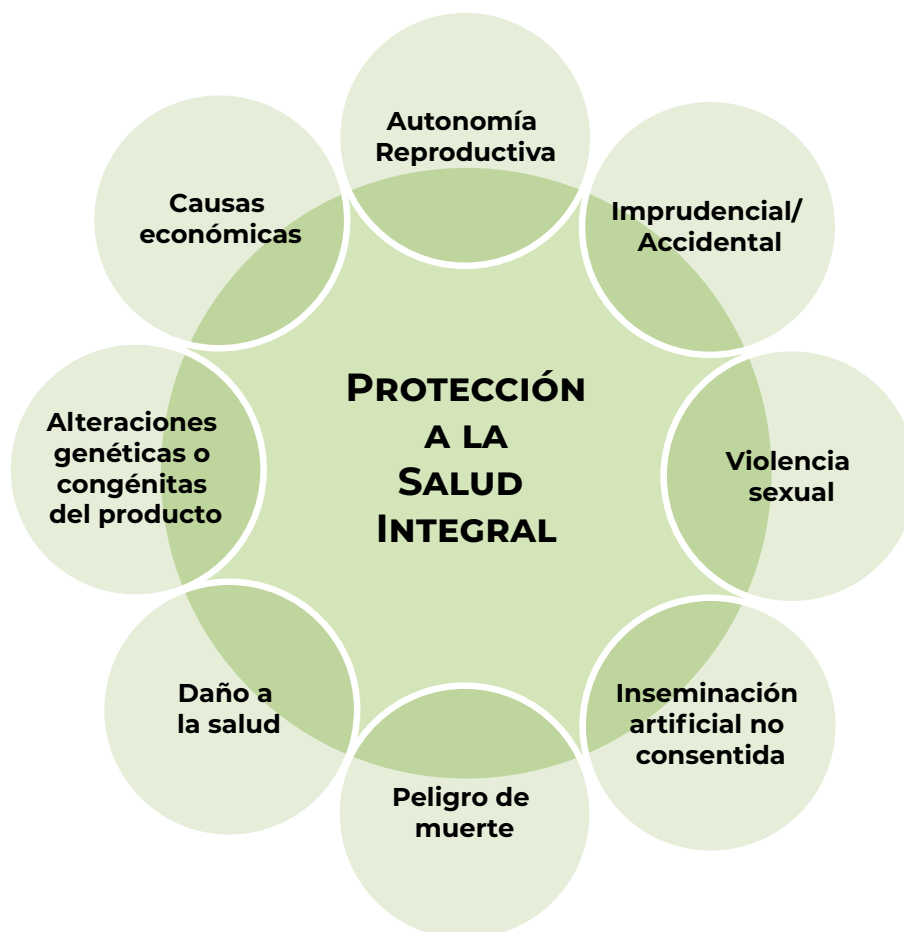 Autonomía
Reproductiva
Imprudencial/
Accidental
Violencia
sexual
Inseminación
artificial no
consentida
Peligro de
muerte
Daño a
la salud
Alteraciones
genéticas o
congénitas
del producto
Causas
económicas
PROTECCIÓN
A LA
SALUD
INTEGRAL